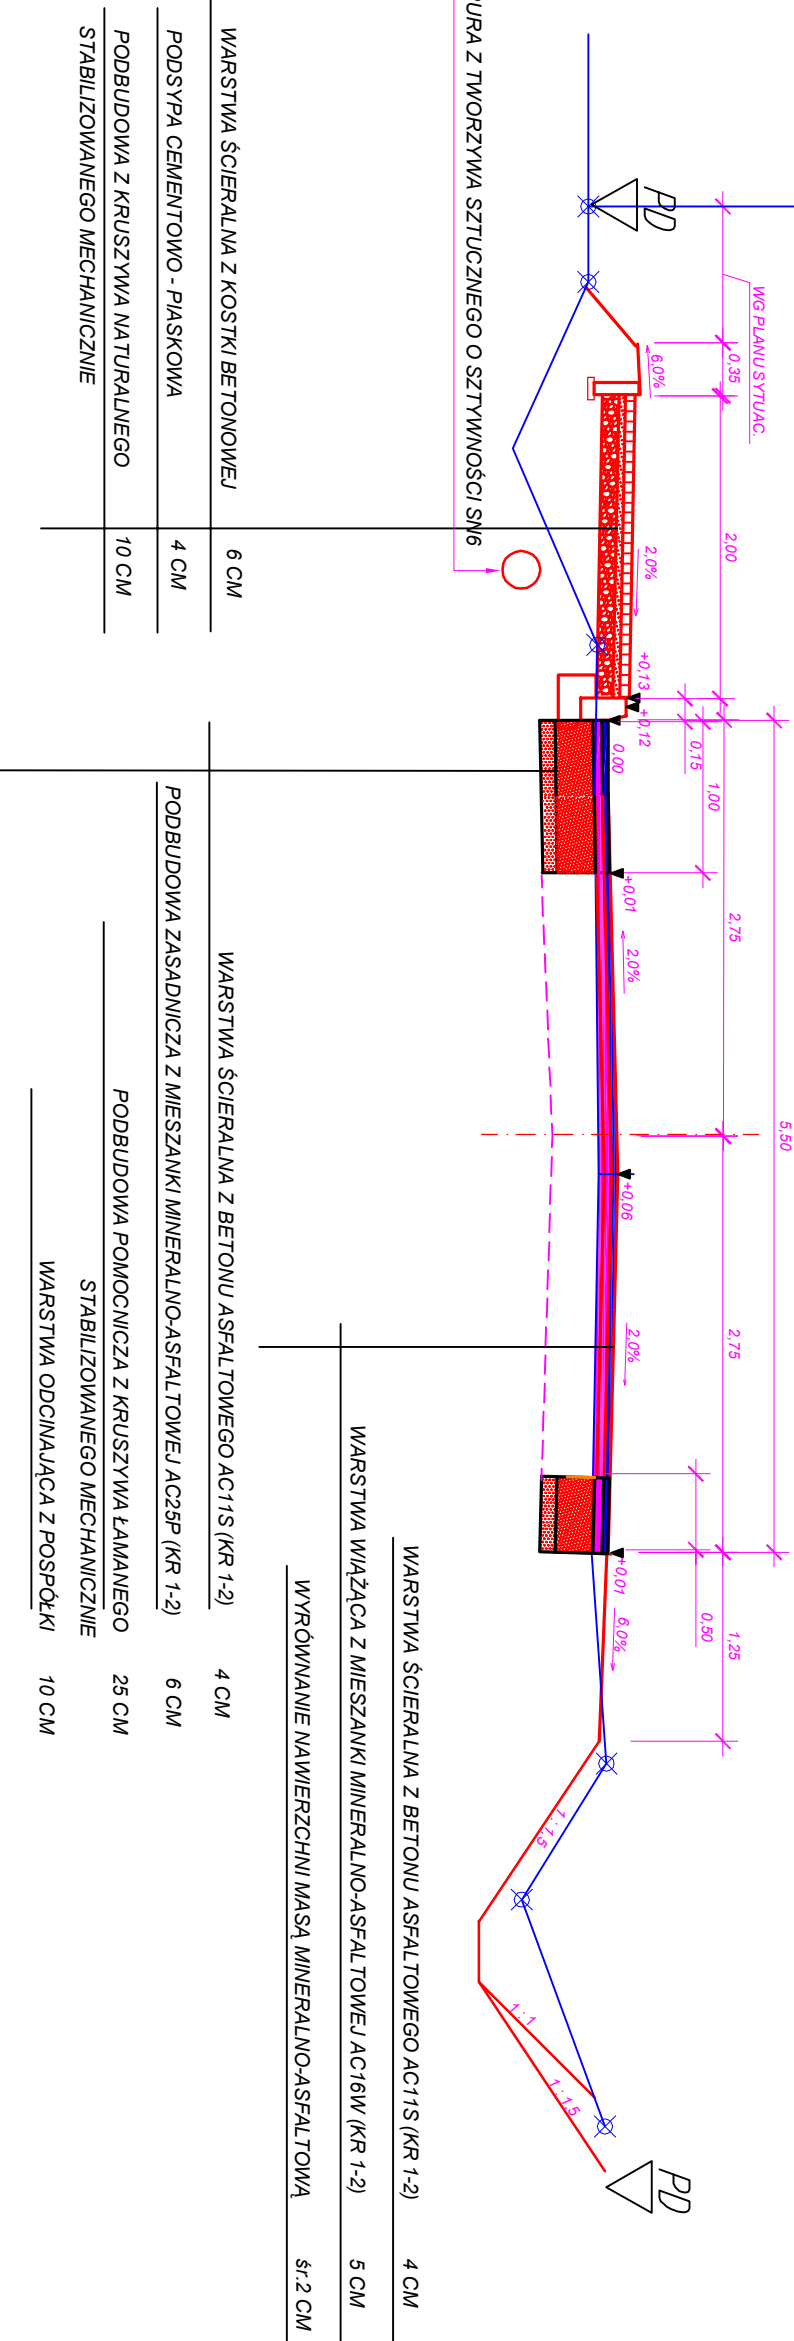 PD
WG PLANU SYTUAC.
0,35
2,00
0,15
1,00
2,75
5,50
2,75
0,50
1,25
6,0%
2,0%
+0,13
+0,12
0,00
+0,01
2,0%
+0,06
2,0%
+0,01
6,0%
1:1,5
1:1
1:1,5
PD
URA Z TWORZYWA SZTUCZNEGO O SZTYWNOŚCI SN6
WARSTWA ŚCIERALNA Z KOSTKI BETONOWEJ 6 CM
PODSYPA CEMENTOWO - PIASKOWA 4 CM
PODBUDOWA Z KRUSZYWA NATURALNEGO 10 CM
STABILIZOWANEGO MECHANICZNIE
WARSTWA ŚCIERALNA Z BETONU ASFALTOWEGO AC11S (KR 1-2) 4 CM
PODBUDOWA ZASADNICZA Z MIESZANKI MINERALNO-ASFALTOWEJ AC25P (KR 1-2) 6 CM
PODBUDOWA POMOCNICZA Z KRUSZYWA ŁAMANEGO 25 CM
STABILIZOWANEGO MECHANICZNIE
WARSTWA ODCINAJĄCA Z POSPÓŁKI 10 CM
WARSTWA ŚCIERALNA Z BETONU ASFALTOWEGO AC11S (KR 1-2) 4 CM
WARSTWA WIĄŻĄCA Z MIESZANKI MINERALNO-ASFALTOWEJ AC16W (KR 1-2) 5 CM
WYRÓWNANIE NAWIERZCHNI MASĄ MINERALNO-ASFALTOWĄ śr.2 CM